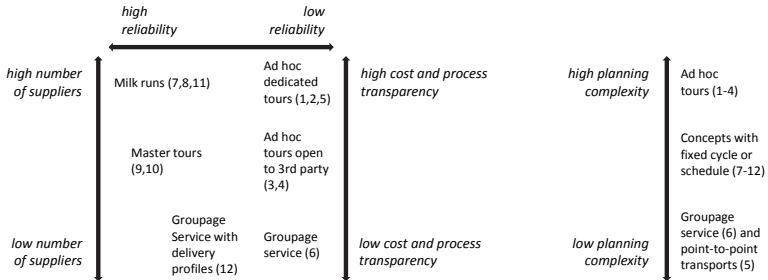 high
reliability
low
reliability
high number
of suppliers
Milk runs (7,8,11)
Ad hoc
dedicated
tours (1,2,5)
high cost and process
transparency
high planning
complexity
Ad hoc
tours (1-4)
Master tours
(9,10)
Ad hoc
tours open
to 3rd party
(3,4)
Concepts with
fixed cycle or
schedule (7-12)
low number
of suppliers
Groupage
Service with
delivery
profiles (12)
Groupage
service (6)
low cost and process
transparency
low planning
complexity
Groupage
service (6) and
point-to-point
transports (5)